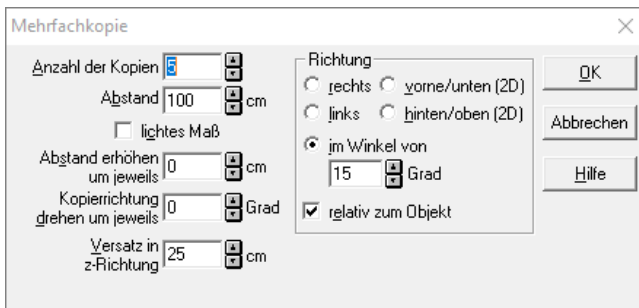 Mehrfachkopie
Anzahl der Kopien 5
Abstand 100 cm
lichtes Maß
Abstand erhöhen
um jeweils 0 cm
Kopierrichtung
drehen um jeweils 0 Grad
Versatz in
z-Richtung 25 cm
Richtung
rechts vorne/unten (2D)
links hinten/oben (2D)
im Winkel von
15 Grad
relativ zum Objekt
OK
Abbrechen
Hilfe